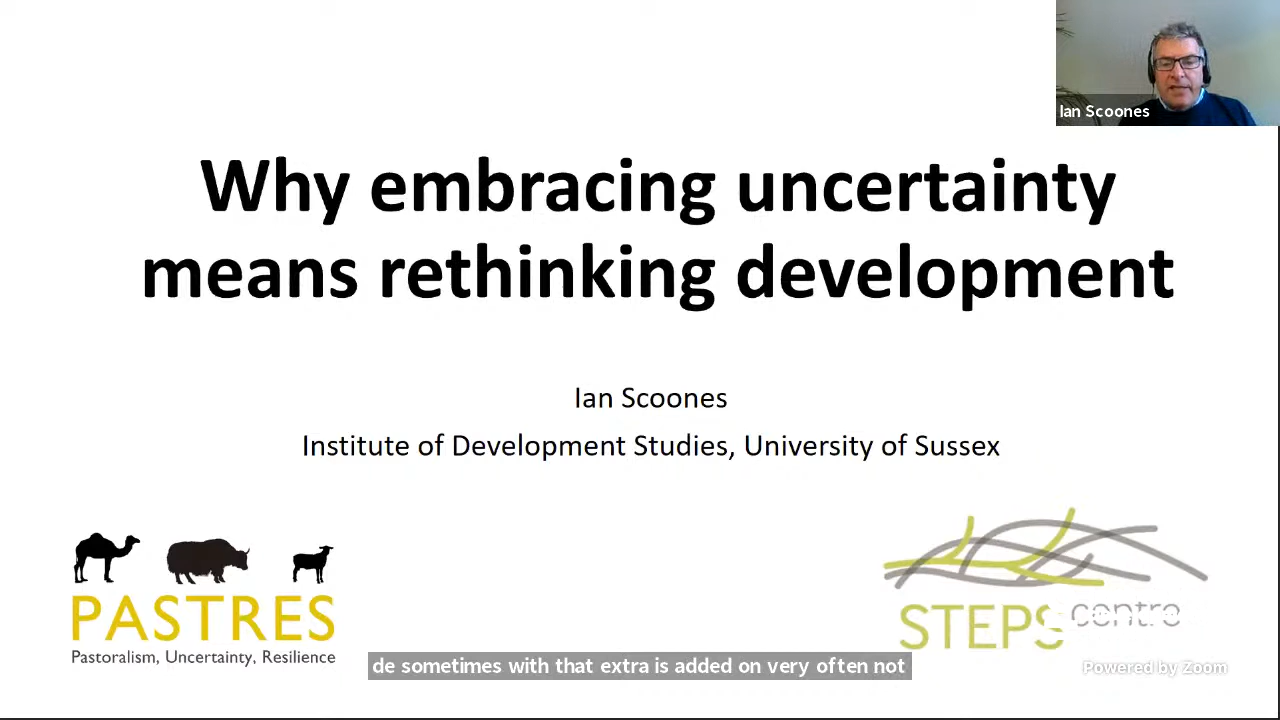 Ian Scoones
Why embracing uncertainty
means rethinking development
Ian Scoones
Institute of Development Studies, University of Sussex
PASTRES
Pastoralism, Uncertainty, Resilience
STEPS centre
de sometimes with that extra is added on very often not
Powered by Zoom